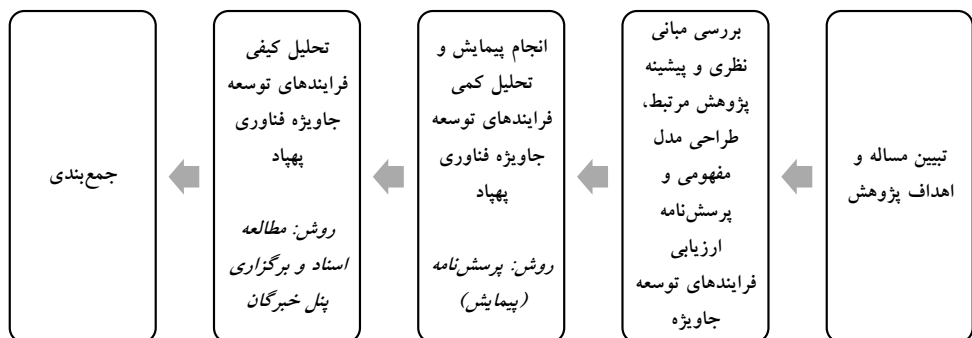 تبیین مساله و
اهداف پژوهش
بررسی مبانی
نظری و پیشینه
پژوهش مرتبط،
طراحی مدل
مفهومی و
پرسش‌نامه
ارزیابی
فرایندهای توسعه
جاویژه
انجام پیمایش و
تحلیل کمی
فرایندهای توسعه
جاویژه فناوری
پهپاد
روش: پرسش‌نامه
(پیمایش)
تحلیل کیفی
فرایندهای توسعه
جاویژه فناوری
پهپاد
روش: مطالعه
اسناد و برگزاری
پنل خبرگان
جمع‌بندی